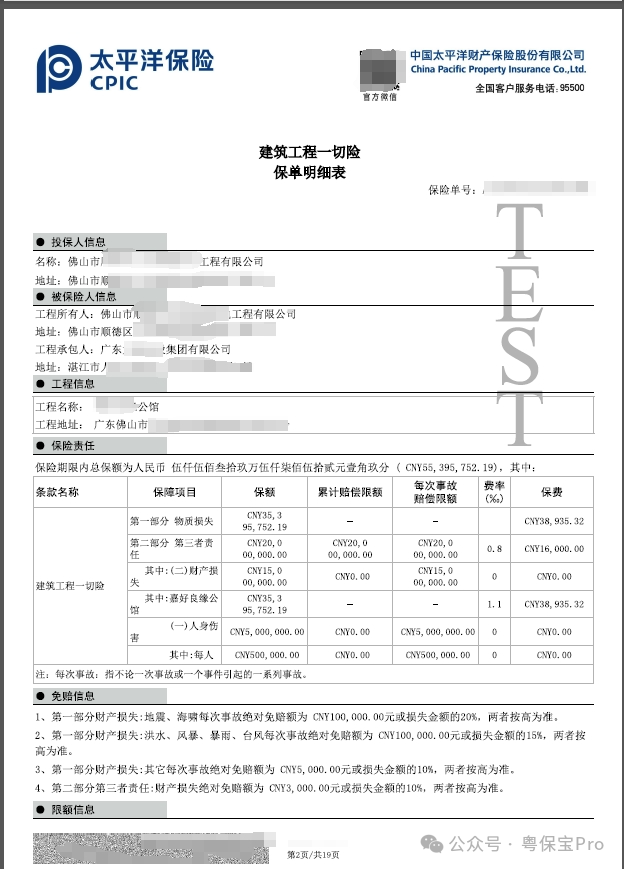 太平洋保险
CPIC
中国太平洋财产保险股份有限公司
China Pacific Property Insurance Co.,Ltd.
官方微信
全国客户服务电话:95500
建筑工程一切险
保单明细表
保险单号:
TEST
● 投保人信息
名称: 佛山市 工程有限公司
地址: 佛山市顺
● 被保险人信息
工程所有人: 佛山市顺 工程有限公司
地址: 佛山市顺德区
工程承包人: 广东 集团有限公司
地址: 湛江市
● 工程信息
工程名称: 公馆
工程地址: 广东佛山市
● 保险责任
保险期限内总保额为人民币 伍仟伍佰叁拾玖万伍仟柒佰伍拾贰元壹角玖分 ( CNY55,395,752.19), 其中:
条款名称 保障项目 保额 累计赔偿限额 每次事故赔偿限额 费率(‰) 保费
建筑工程一切险
第一部分 物质损失 CNY35,395,752.19 — — CNY38,935.32
第二部分 第三者责任 CNY20,000,000.00 CNY20,000,000.00 CNY20,000,000.00 0.8 CNY16,000.00
其中:(二)财产损失 CNY15,000,000.00 CNY0.00 CNY15,000,000.00 0 CNY0.00
其中:嘉好良缘公馆 CNY35,395,752.19 — — 1.1 CNY38,935.32
(一)人身伤害 CNY5,000,000.00 CNY0.00 CNY5,000,000.00 0 CNY0.00
其中:每人 CNY500,000.00 CNY0.00 CNY500,000.00 0 CNY0.00
注: 每次事故: 指不论一次事故或一个事件引起的一系列事故。
● 免赔信息
1、第一部分财产损失:地震、海啸每次事故绝对免赔额为 CNY100,000.00元或损失金额的20%, 两者按高为准。
2、第一部分财产损失:洪水、风暴、暴雨、台风每次事故绝对免赔额为 CNY100,000.00元或损失金额的15%, 两者按
高为准。
3、第一部分财产损失:其它每次事故绝对免赔额为 CNY5,000.00元或损失金额的10%, 两者按高为准。
4、第二部分第三者责任:财产损失绝对免赔额为 CNY3,000.00元或损失金额的10%, 两者按高为准。
● 限额信息
第2页/共19页
公众号 · 粤保宝Pro